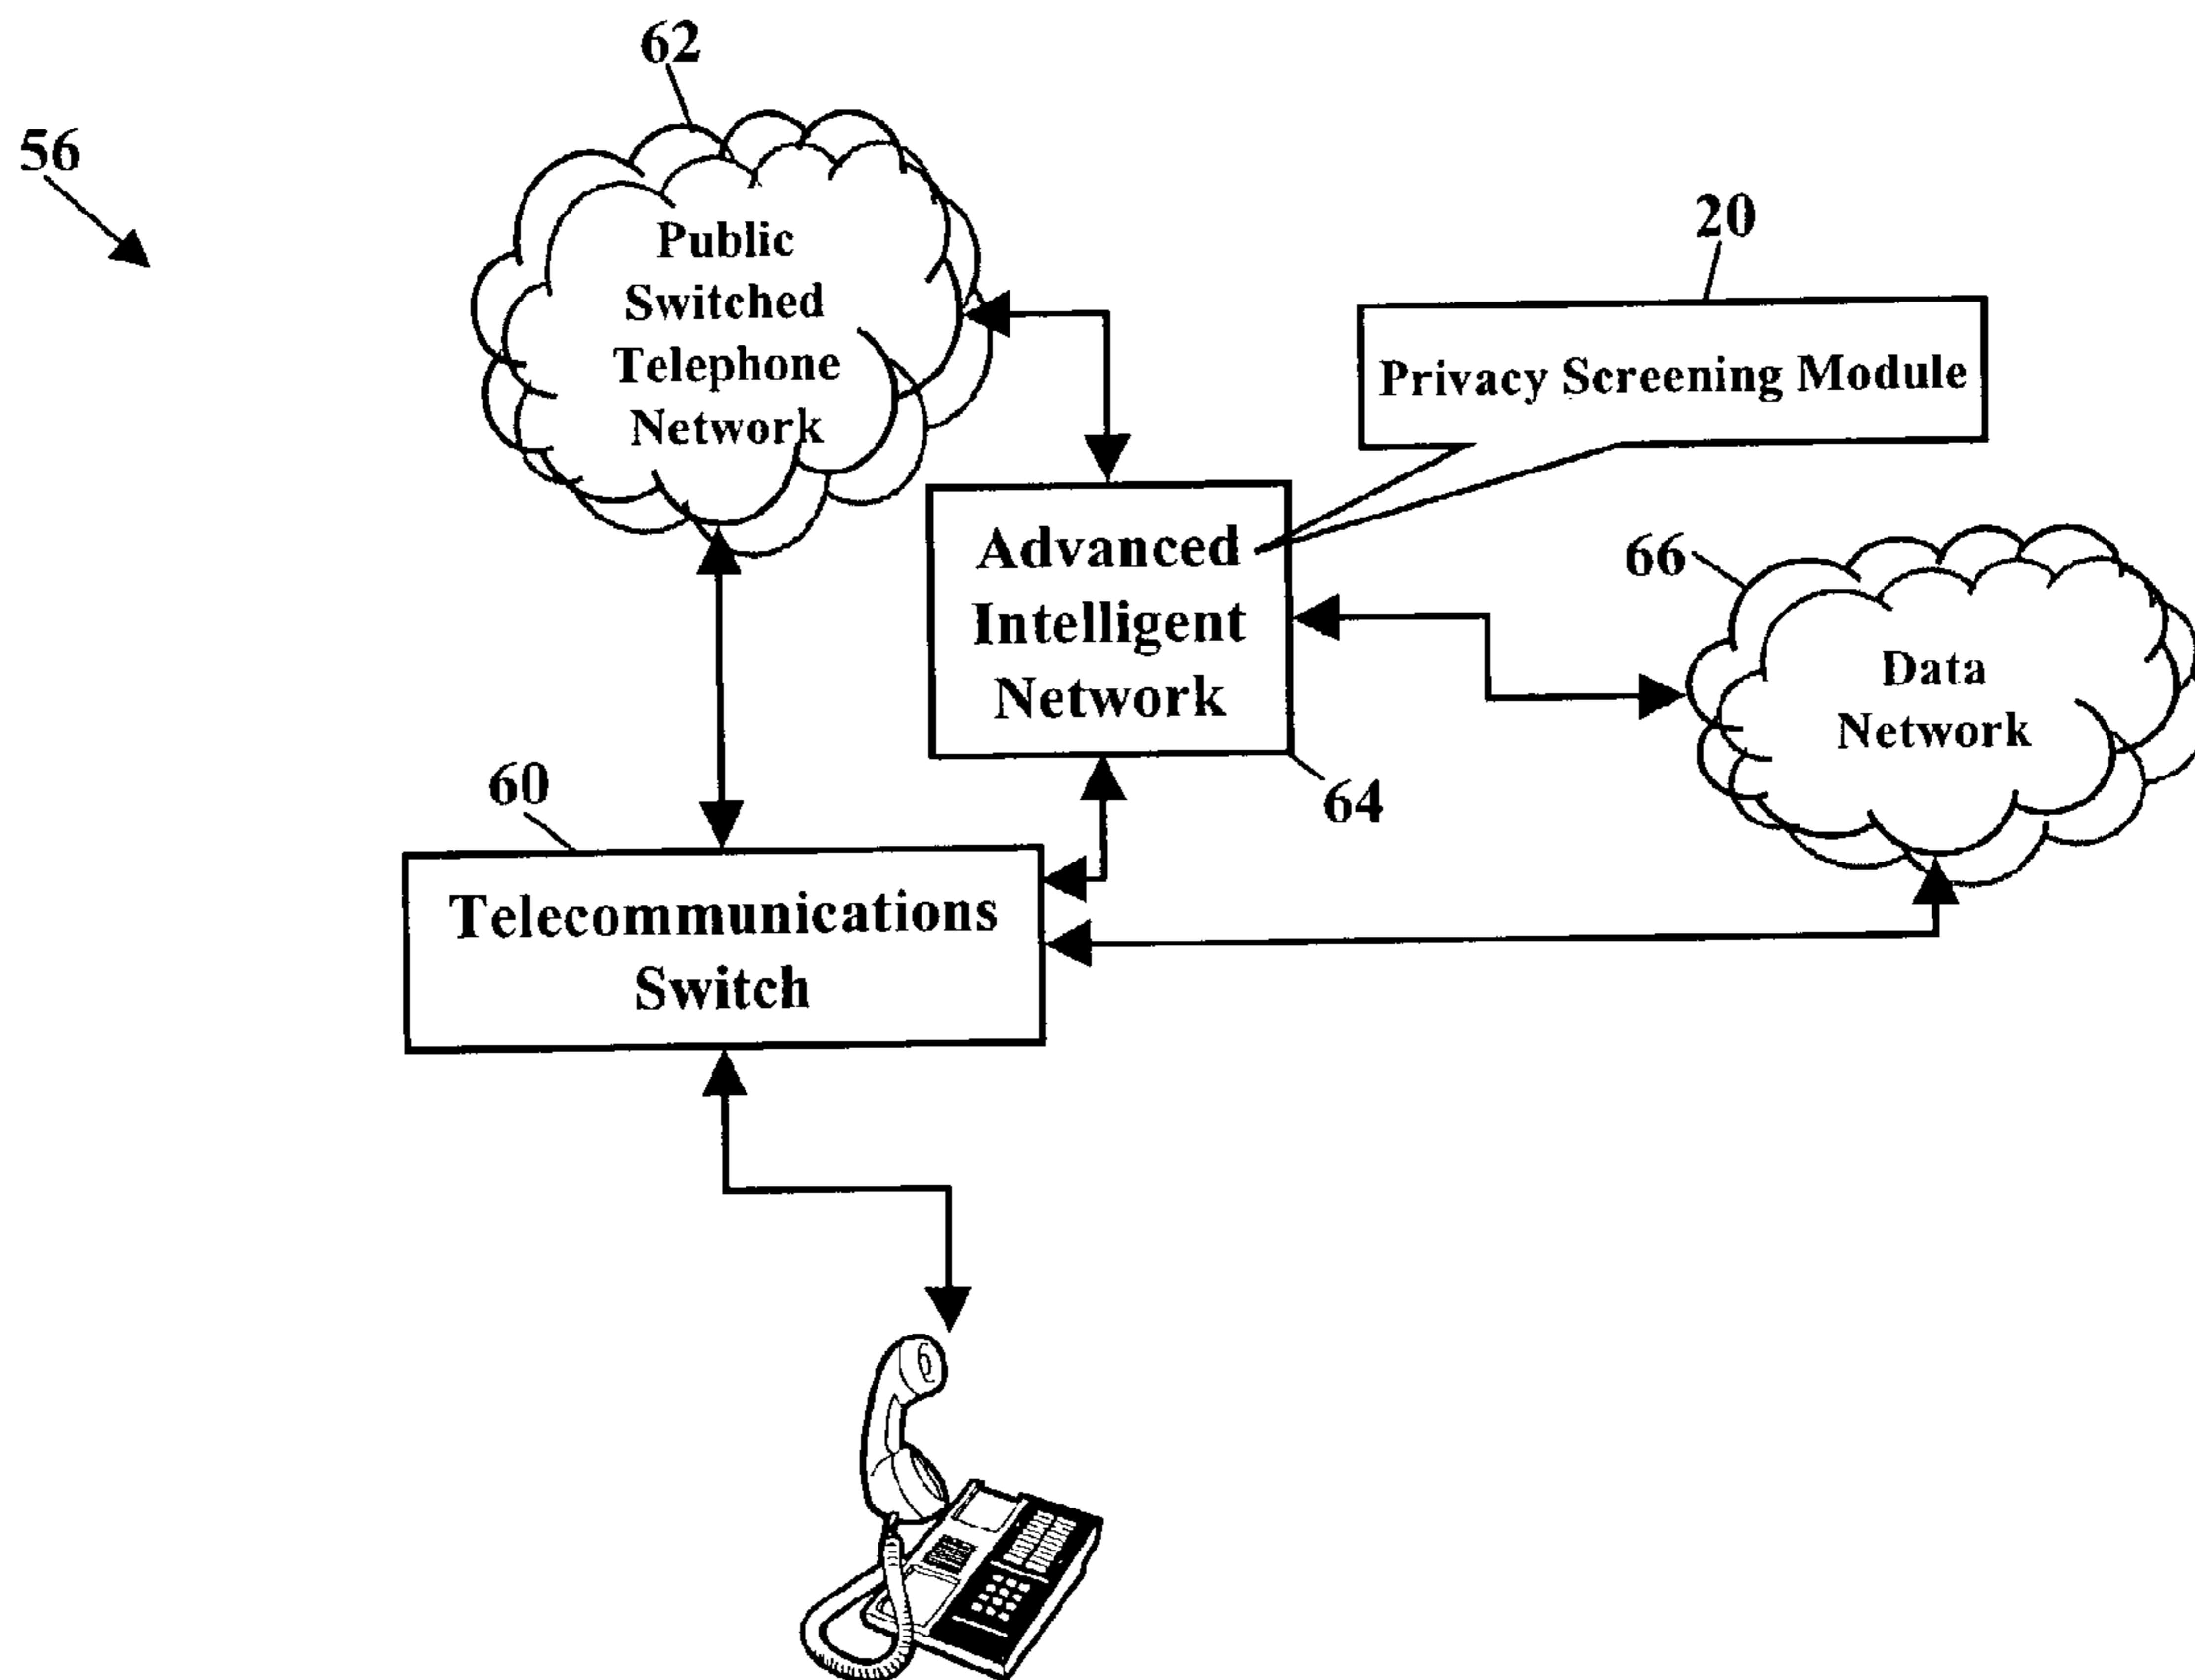 62
56
Public
Switched
Telephone
Network
20
Privacy Screening Module
Advanced
Intelligent
Network
66
Data
Network
64
60
Telecommunications
Switch